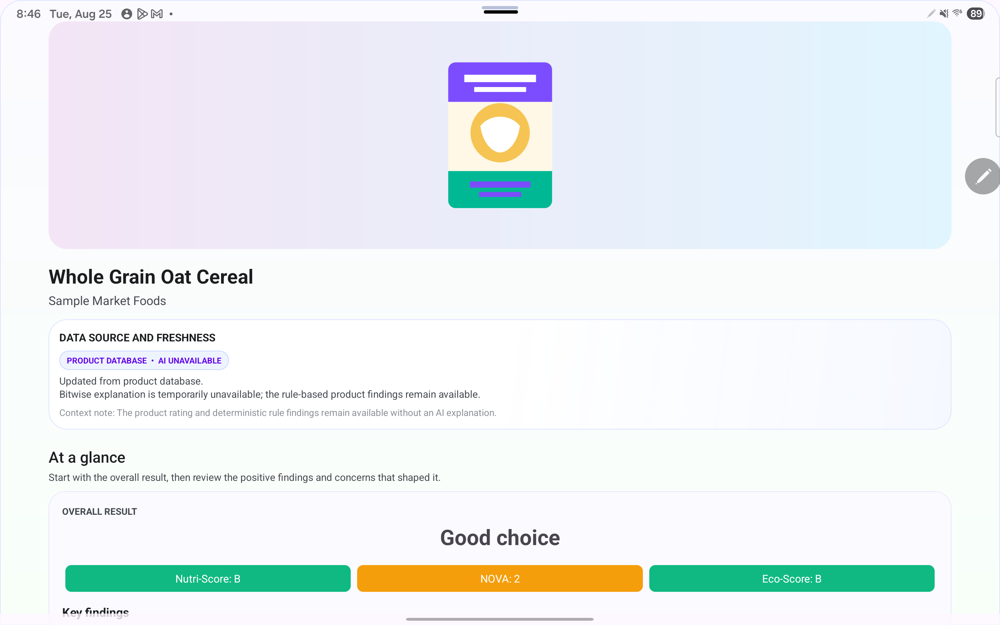 8:46 Tue, Aug 25
89
Whole Grain Oat Cereal
Sample Market Foods
DATA SOURCE AND FRESHNESS
PRODUCT DATABASE • AI UNAVAILABLE
Updated from product database.
Bitwise explanation is temporarily unavailable; the rule-based product findings remain available.
Context note: The product rating and deterministic rule findings remain available without an AI explanation.
At a glance
Start with the overall result, then review the positive findings and concerns that shaped it.
OVERALL RESULT
Good choice
Nutri-Score: B
NOVA: 2
Eco-Score: B
Key findings